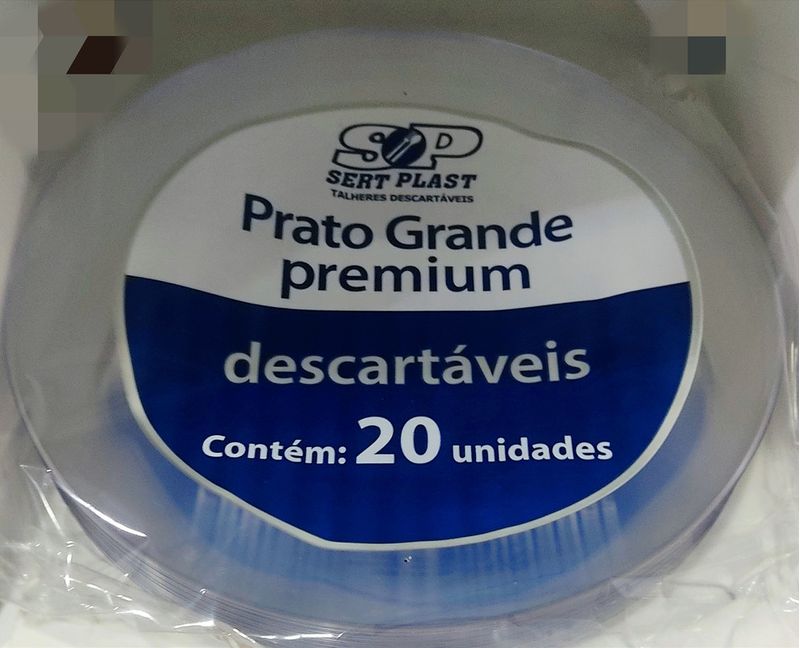 SP
SERT PLAST
TALHERES DESCARTÁVEIS
Prato Grande
premium
descartáveis
Contém: 20 unidades